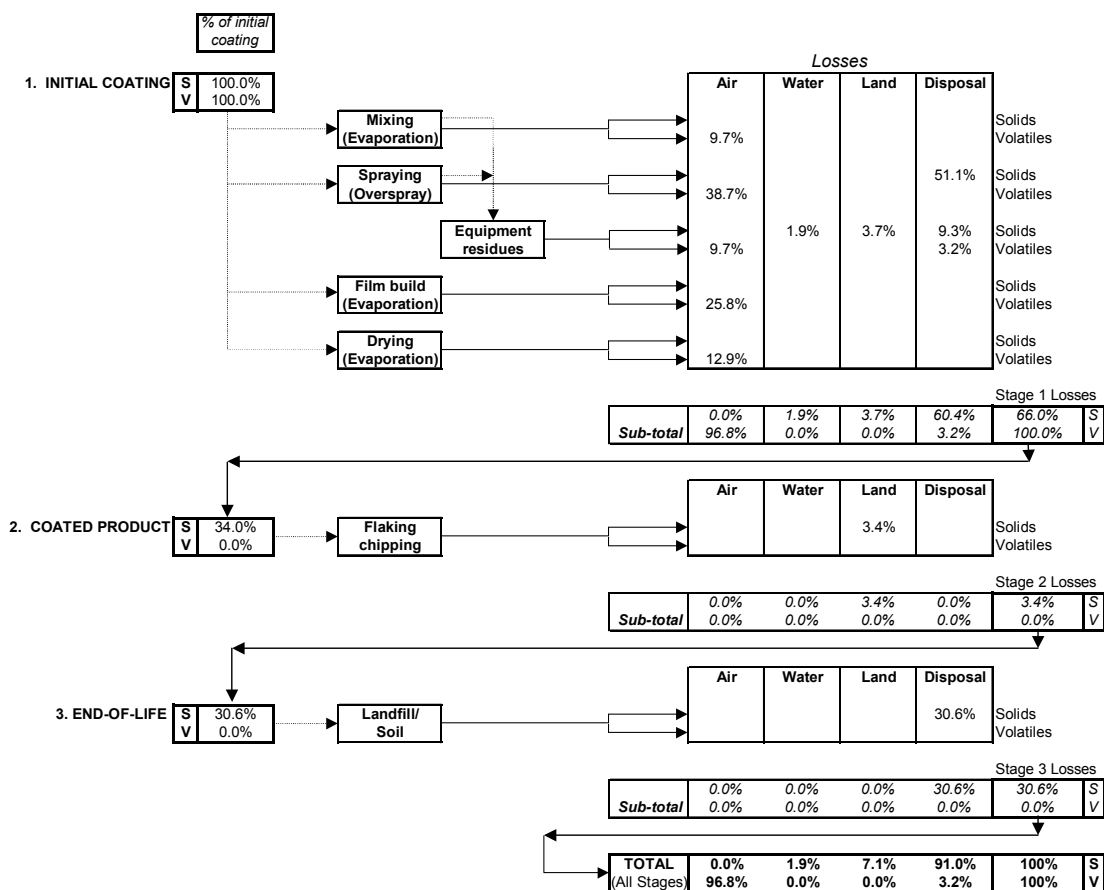 % of initial
coating
Losses
1. INITIAL COATING S 100.0%
V 100.0%
Air Water Land Disposal
Mixing
(Evaporation)
Solids
9.7% Volatiles
Spraying
(Overspray)
51.1% Solids
38.7% Volatiles
Equipment
residues
1.9% 3.7% 9.3% Solids
9.7% 3.2% Volatiles
Film build
(Evaporation)
Solids
25.8% Volatiles
Drying
(Evaporation)
Solids
12.9% Volatiles
Stage 1 Losses
0.0% 1.9% 3.7% 60.4% 66.0% S
Sub-total 96.8% 0.0% 0.0% 3.2% 100.0% V
Air Water Land Disposal
2. COATED PRODUCT S 34.0%
V 0.0%
Flaking
chipping
3.4% Solids
Volatiles
Stage 2 Losses
0.0% 0.0% 3.4% 0.0% 3.4% S
Sub-total 0.0% 0.0% 0.0% 0.0% 0.0% V
Air Water Land Disposal
3. END-OF-LIFE S 30.6%
V 0.0%
Landfill/
Soil
30.6% Solids
Volatiles
Stage 3 Losses
0.0% 0.0% 0.0% 30.6% 30.6% S
Sub-total 0.0% 0.0% 0.0% 0.0% 0.0% V
TOTAL 0.0% 1.9% 7.1% 91.0% 100% S
(All Stages) 96.8% 0.0% 0.0% 3.2% 100% V